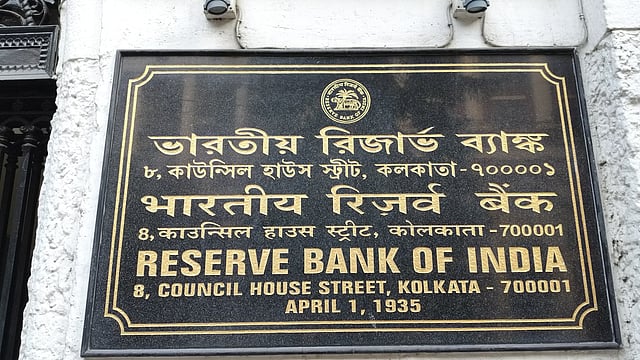 ভারতীয় রিজার্ভ ব্যাঙ্ক
৮, কাউন্সিল হাউস স্ট্রীট, কলকাতা-৭০০০০১
भारतीय रिज़र्व बैंक
8, काउन्सिल हाउस स्ट्रीट, कोलकाता -700001
RESERVE BANK OF INDIA
8, COUNCIL HOUSE STREET, KOLKATA - 700001
APRIL 1, 1935